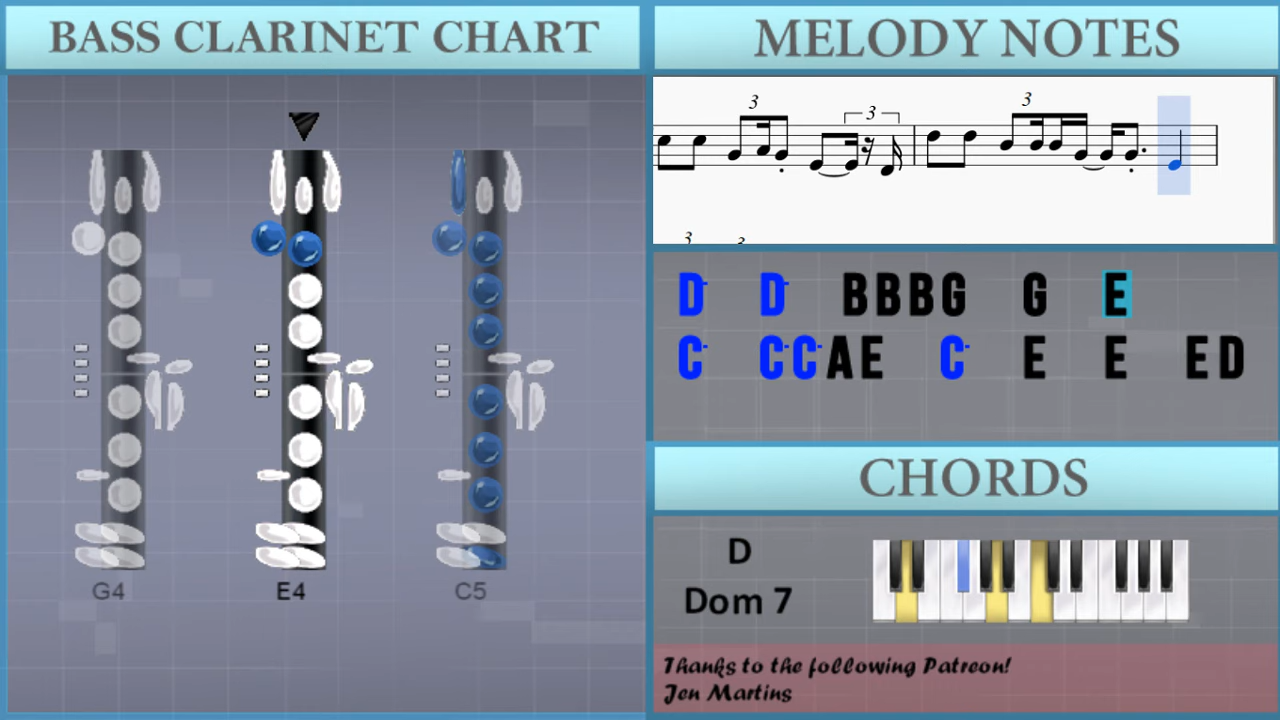 BASS CLARINET CHART
G4 E4 C5
MELODY NOTES
3 3 3
3 3
D D BBBG G E
C CCAE C E E ED
CHORDS
D
Dom 7
Thanks to the following Patreon!
Jen Martins